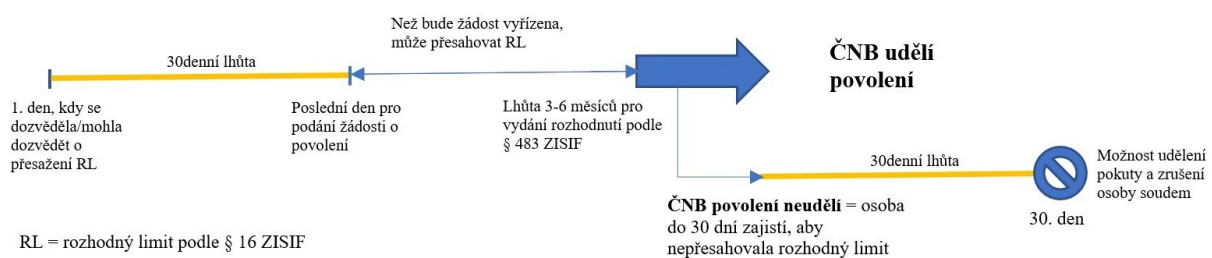 30denní lhůta
1. den, kdy se
dozvěděla/mohla
dozvědět o
přesažení RL
Poslední den pro
podání žádosti o
povolení
Než bude žádost vyřízena,
může přesahovat RL
Lhůta 3-6 měsíců pro
vydání rozhodnutí podle
§ 483 ZISIF
ČNB udělí
povolení
30denní lhůta
ČNB povolení neudělí = osoba
do 30 dní zajistí, aby
nepřesahovala rozhodný limit
30. den
Možnost udělení
pokuty a zrušení
osoby soudem
RL = rozhodný limit podle § 16 ZISIF